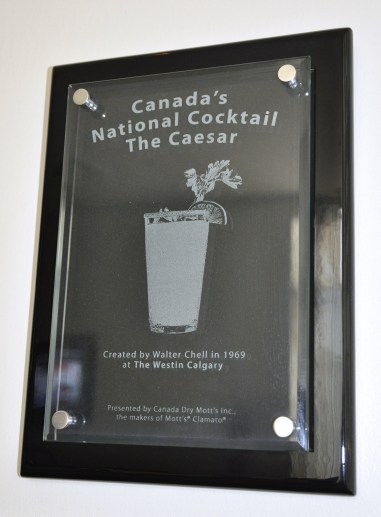 Canada's
National Cocktail
The Caesar
Created by Walter Chell in 1969
at The Westin Calgary
Presented by Canada Dry Mott's Inc.,
the makers of Mott's® Clamato®